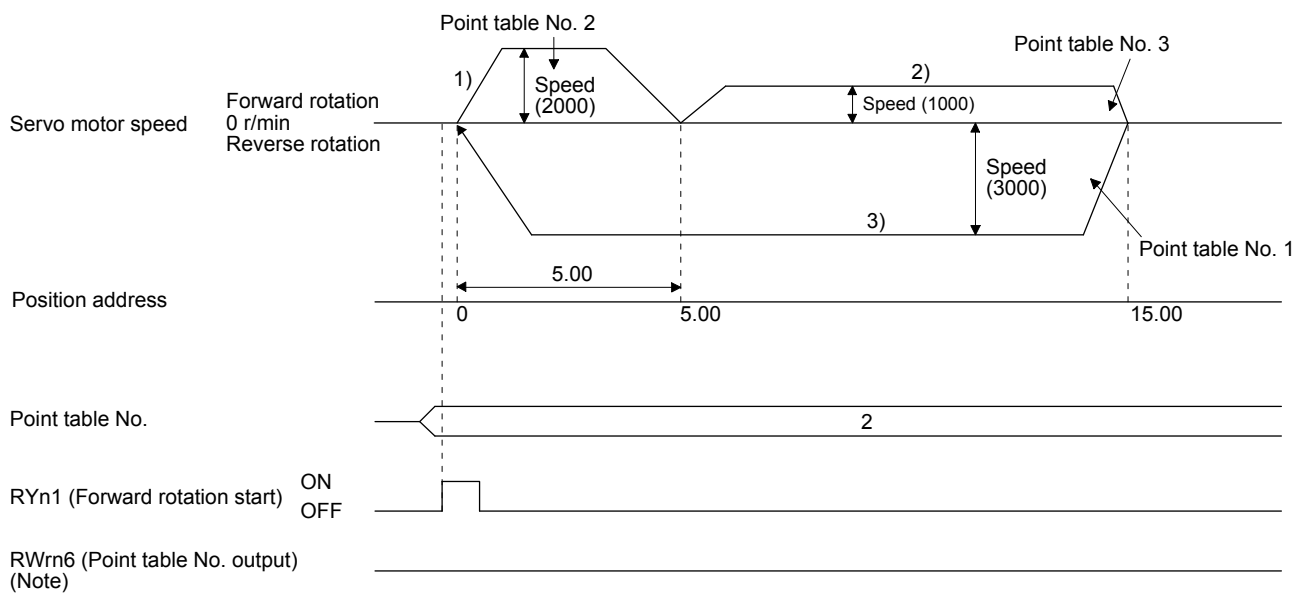 Point table No. 2
Point table No. 3
1)
2)
Speed
(2000)
Speed (1000)
Servo motor speed
Forward rotation
0 r/min
Reverse rotation
Speed
(3000)
3)
Point table No. 1
5.00
Position address
0
5.00
15.00
Point table No.
2
RYn1 (Forward rotation start)
ON
OFF
RWrn6 (Point table No. output)
(Note)